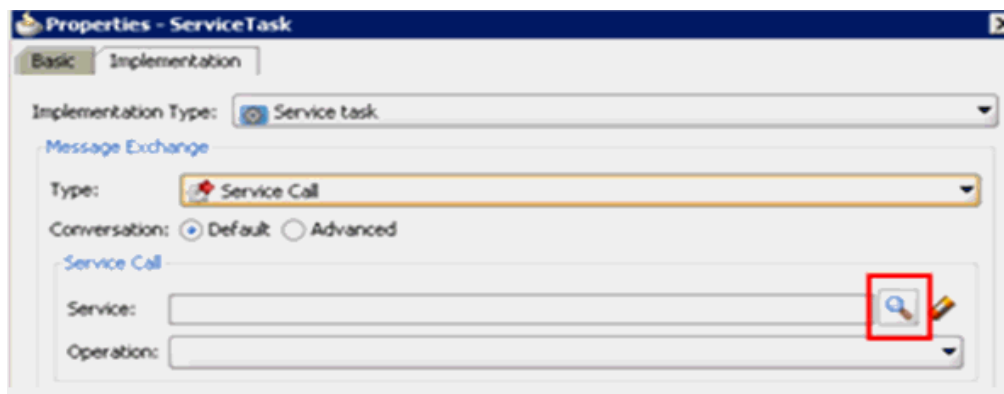 Properties - ServiceTask
Basic Implementation
Implementation Type: Service task
Message Exchange
Type: Service Call
Conversation: Default Advanced
Service Call
Service:
Operation: